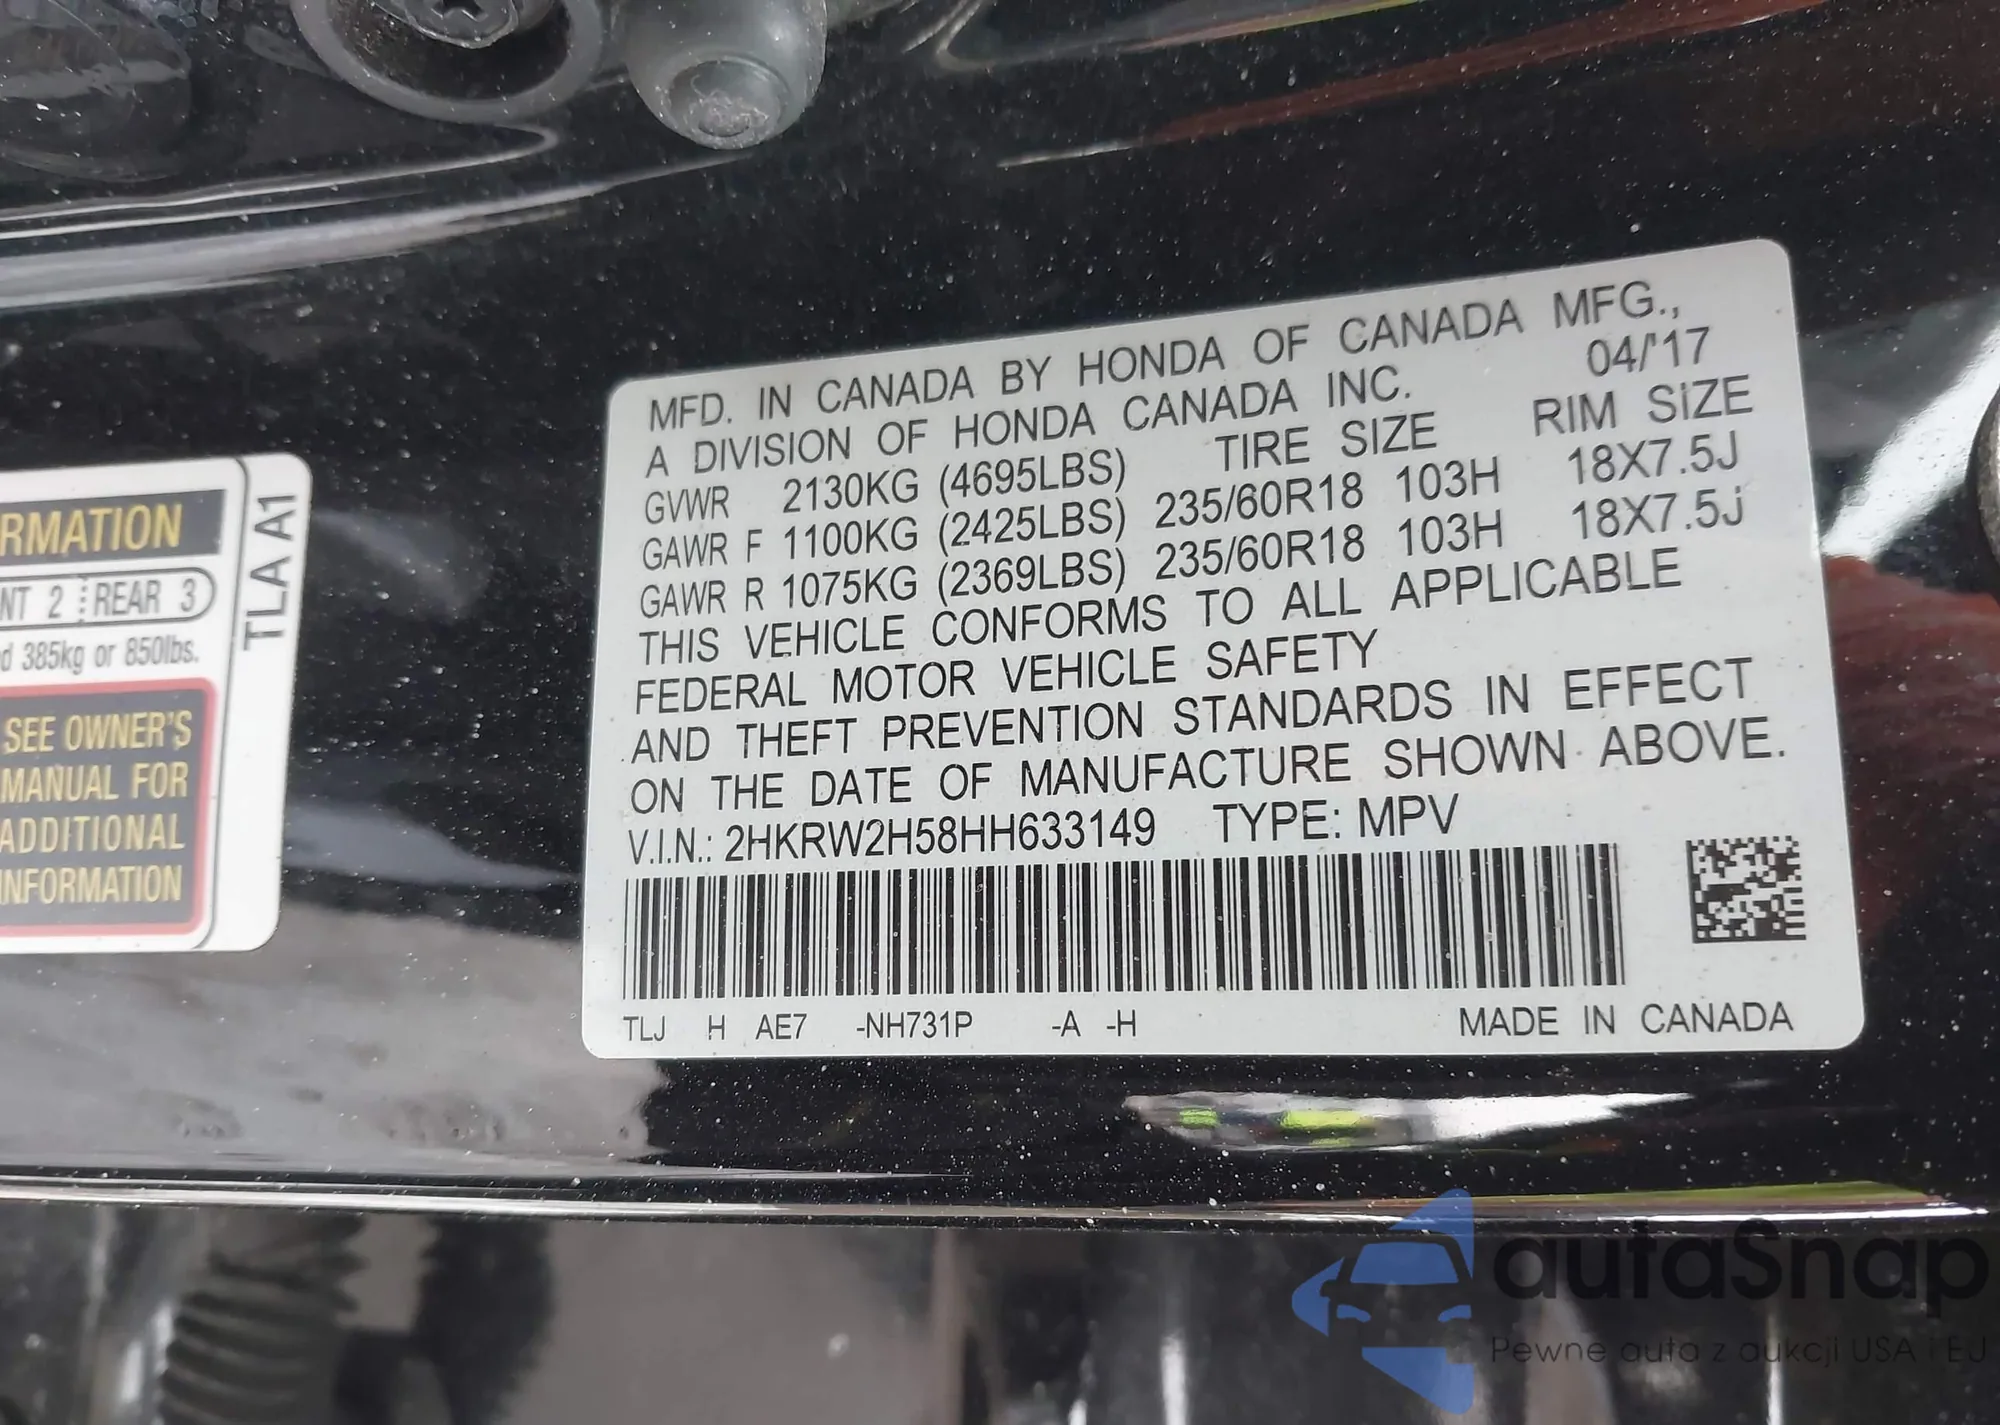 RMATION
NT 2 REAR 3
d 385kg or 850lbs.
SEE OWNER'S
MANUAL FOR
ADDITIONAL
INFORMATION
TLA A1
MFD. IN CANADA BY HONDA OF CANADA MFG.,
A DIVISION OF HONDA CANADA INC. 04/'17
TIRE SIZE RIM SIZE
GVWR 2130KG (4695LBS)
GAWR F 1100KG (2425LBS) 235/60R18 103H 18X7.5J
GAWR R 1075KG (2369LBS) 235/60R18 103H 18X7.5J
THIS VEHICLE CONFORMS TO ALL APPLICABLE
FEDERAL MOTOR VEHICLE SAFETY
AND THEFT PREVENTION STANDARDS IN EFFECT
ON THE DATE OF MANUFACTURE SHOWN ABOVE.
V.I.N.: 2HKRW2H58HH633149 TYPE: MPV
TLJ H AE7 -NH731P -A -H MADE IN CANADA
autaSnap
Pewne auta z aukcji USA i EU